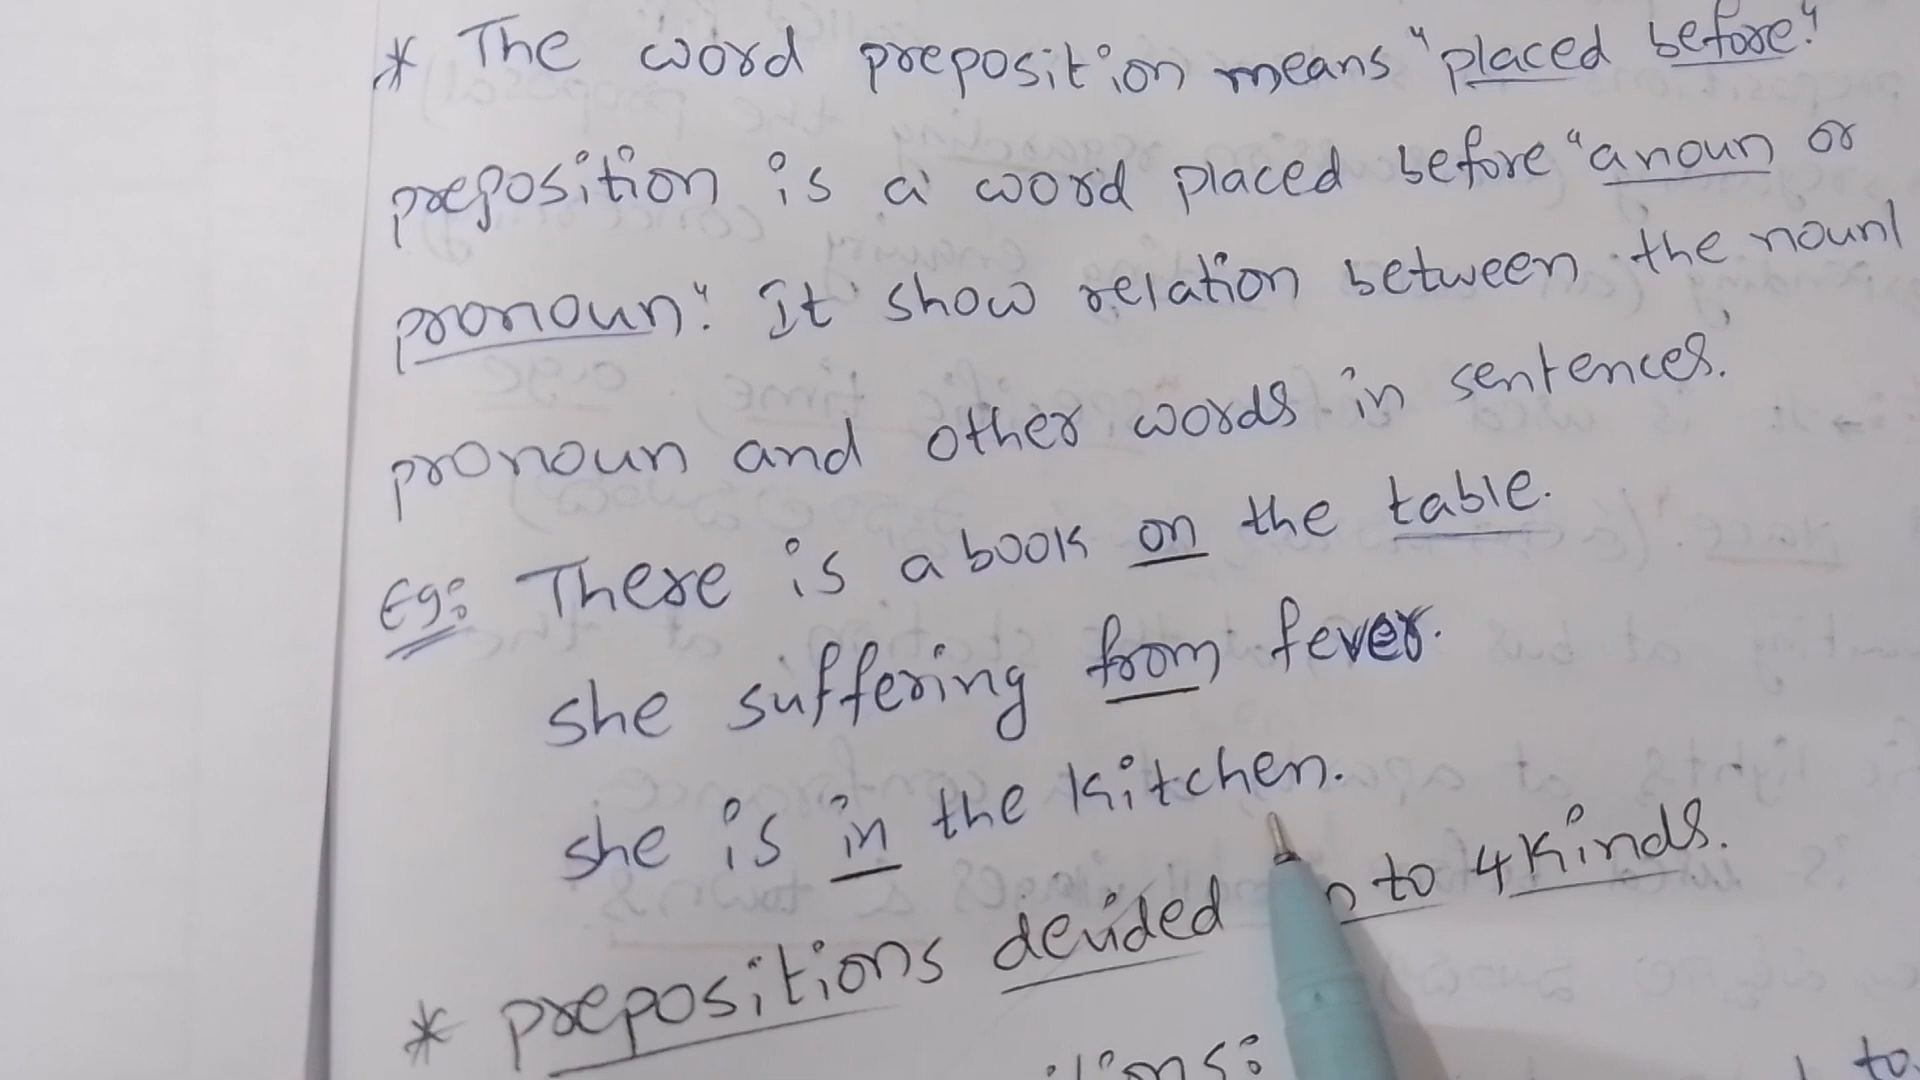 * The word preposition means "placed before"
preposition is a word placed before "a noun or
pronoun". It show relation between the noun/
pronoun and other words in sentences.
Eg: There is a book on the table.
she suffering from fever.
she is in the kitchen.
* prepositions devided to 4 kinds.
to